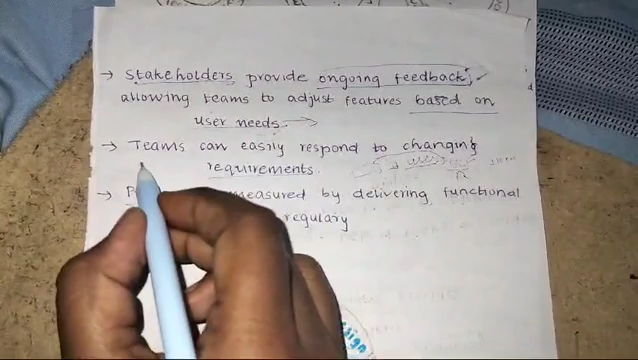 → Stakeholders provide ongoing feedback,
allowing teams to adjust features based on
user needs.
→ Teams can easily respond to changing
requirements.
→ measured by delivering functional
regulary